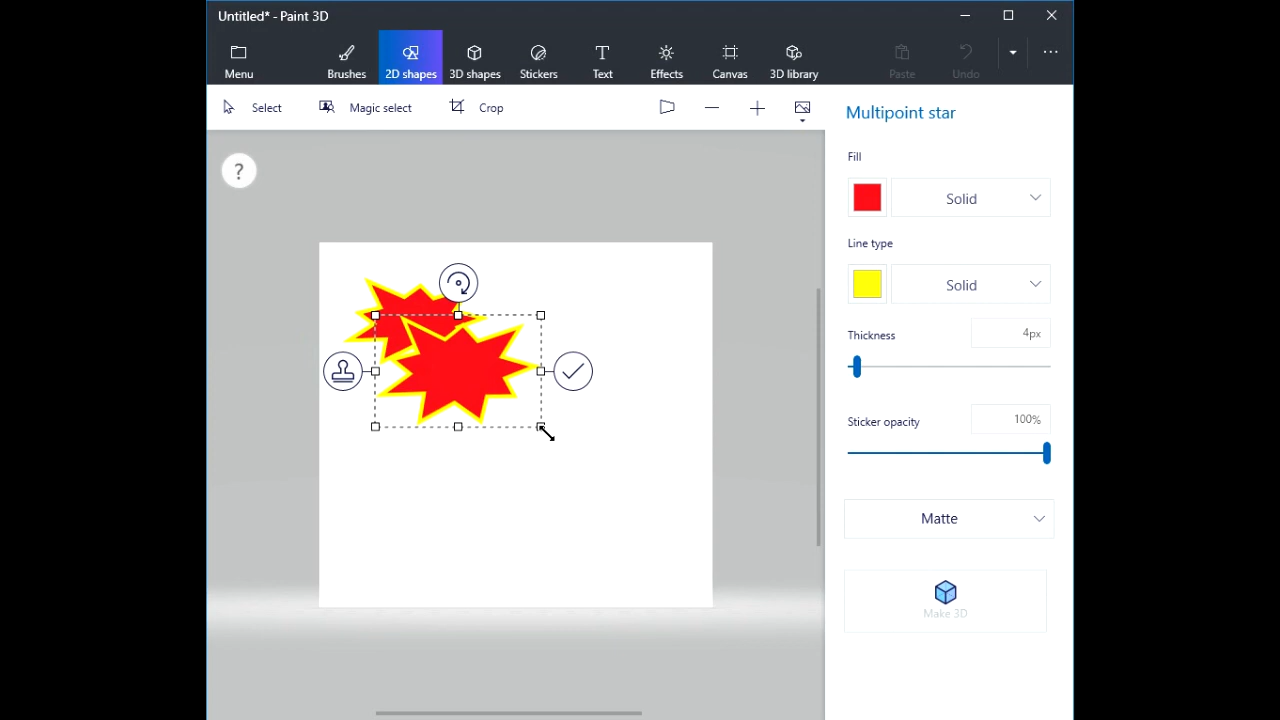 Untitled* - Paint 3D
Menu Brushes 2D shapes 3D shapes Stickers Text Effects Canvas 3D library Paste Undo
Select Magic select Crop
?
Multipoint star
Fill
Solid
Line type
Solid
Thickness 4px
Sticker opacity 100%
Matte
Make 3D